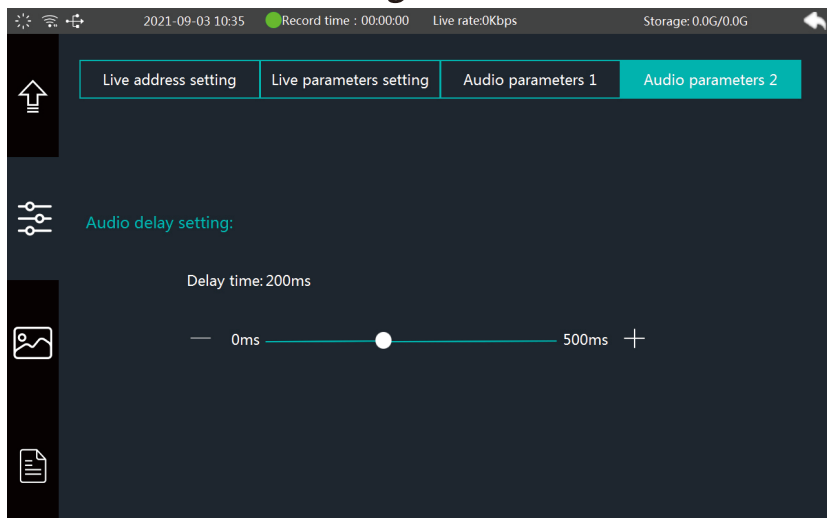 2021-09-03 10:35 Record time : 00:00:00 Live rate:0Kbps Storage: 0.0G/0.0G
Live address setting Live parameters setting Audio parameters 1 Audio parameters 2
Audio delay setting:
Delay time: 200ms
0ms 500ms